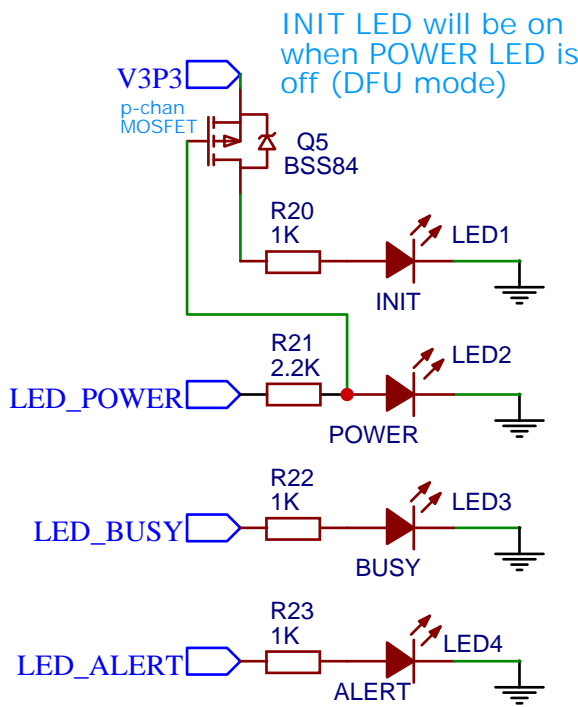 INIT LED will be on
when POWER LED is
off (DFU mode)
V3P3
p-chan
MOSFET
Q5
BSS84
R20
1K
LED1
INIT
R21
2.2K
LED2
LED_POWER
POWER
R22
1K
LED3
LED_BUSY
BUSY
R23
1K
LED4
LED_ALERT
ALERT